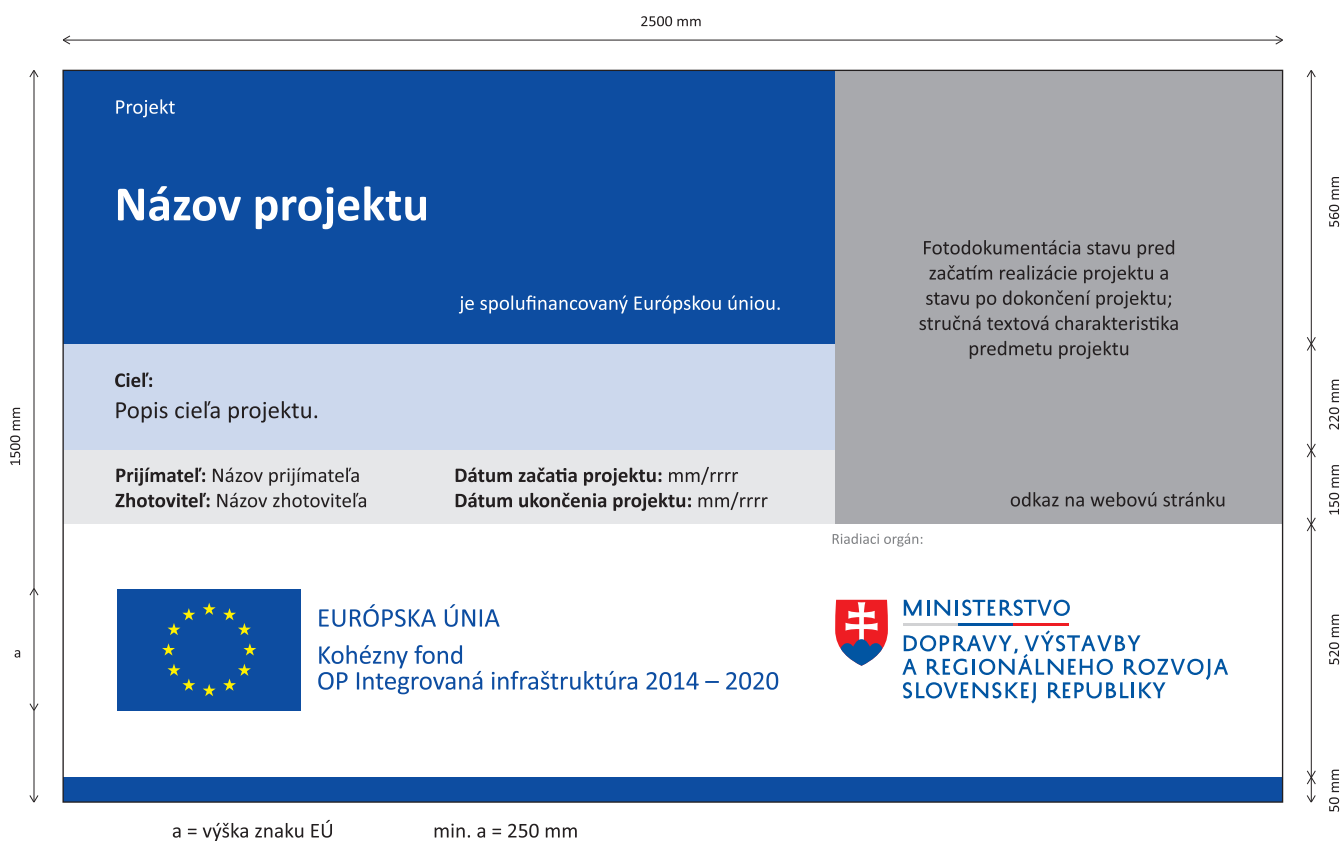 2500 mm
Projekt
Názov projektu
je spolufinancovaný Európskou úniou.
Fotodokumentácia stavu pred
začatím realizácie projektu a
stavu po dokončení projektu;
stručná textová charakteristika
predmetu projektu
560 mm
Cieľ:
Popis cieľa projektu.
220 mm
1500 mm
Prijímateľ: Názov prijímateľa
Zhotoviteľ: Názov zhotoviteľa
Dátum začatia projektu: mm/rrrr
Dátum ukončenia projektu: mm/rrrr
odkaz na webovú stránku
150 mm
Riadiaci orgán:
a
EURÓPSKA ÚNIA
Kohézny fond
OP Integrovaná infraštruktúra 2014 – 2020
MINISTERSTVO
DOPRAVY, VÝSTAVBY
A REGIONÁLNEHO ROZVOJA
SLOVENSKEJ REPUBLIKY
520 mm
50 mm
a = výška znaku EÚ
min. a = 250 mm